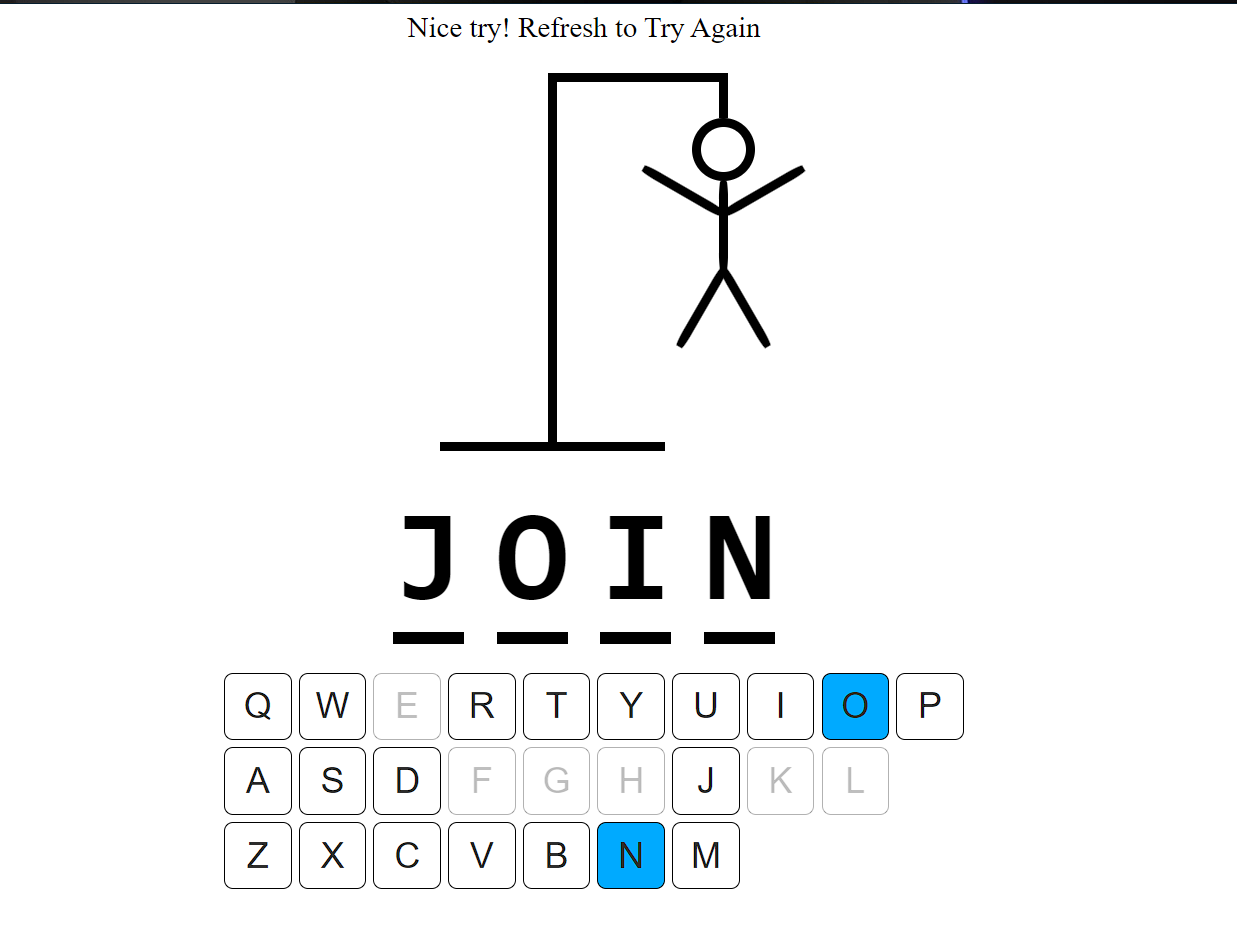 Nice try! Refresh to Try Again
J O I N
Q W E R T Y U I O P
A S D F G H J K L
Z X C V B N M